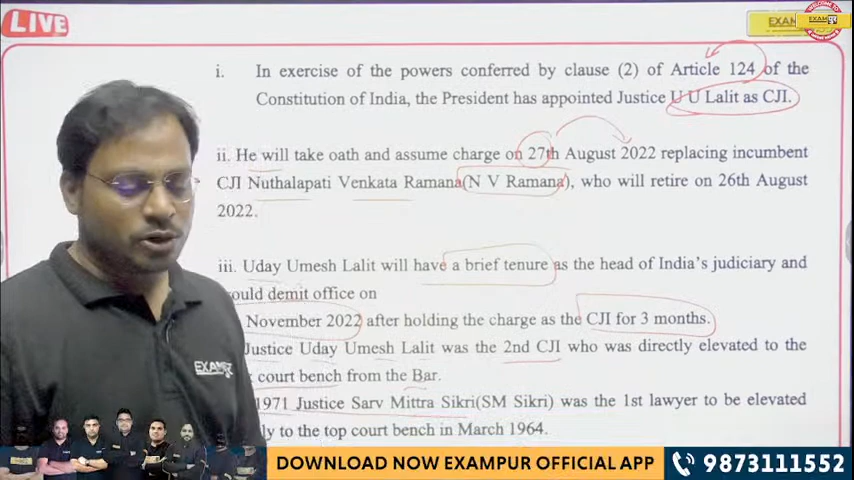 LIVE
EXAM
i. In exercise of the powers conferred by clause (2) of Article 124 of the
Constitution of India, the President has appointed Justice U U Lalit as CJI.
ii. He will take oath and assume charge on 27th August 2022 replacing incumbent
CJI Nuthalapati Venkata Ramana(N V Ramana), who will retire on 26th August
2022.
iii. Uday Umesh Lalit will have a brief tenure as the head of India's judiciary and
would demit office on
November 2022 after holding the charge as the CJI for 3 months.
Justice Uday Umesh Lalit was the 2nd CJI who was directly elevated to the
court bench from the Bar.
1971 Justice Sarv Mittra Sikri(SM Sikri) was the 1st lawyer to be elevated
to the top court bench in March 1964.
DOWNLOAD NOW EXAMPUR OFFICIAL APP
9873111552